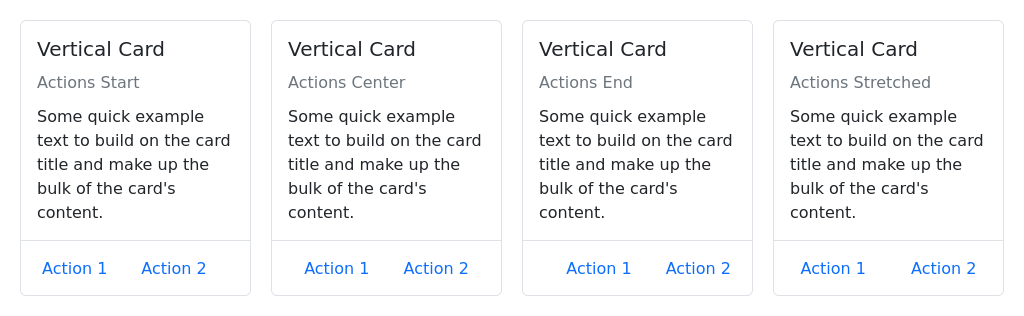 Vertical Card
Actions Start
Some quick example
text to build on the card
title and make up the
bulk of the card's
content.
Action 1 Action 2
Vertical Card
Actions Center
Some quick example
text to build on the card
title and make up the
bulk of the card's
content.
Action 1 Action 2
Vertical Card
Actions End
Some quick example
text to build on the card
title and make up the
bulk of the card's
content.
Action 1 Action 2
Vertical Card
Actions Stretched
Some quick example
text to build on the card
title and make up the
bulk of the card's
content.
Action 1 Action 2